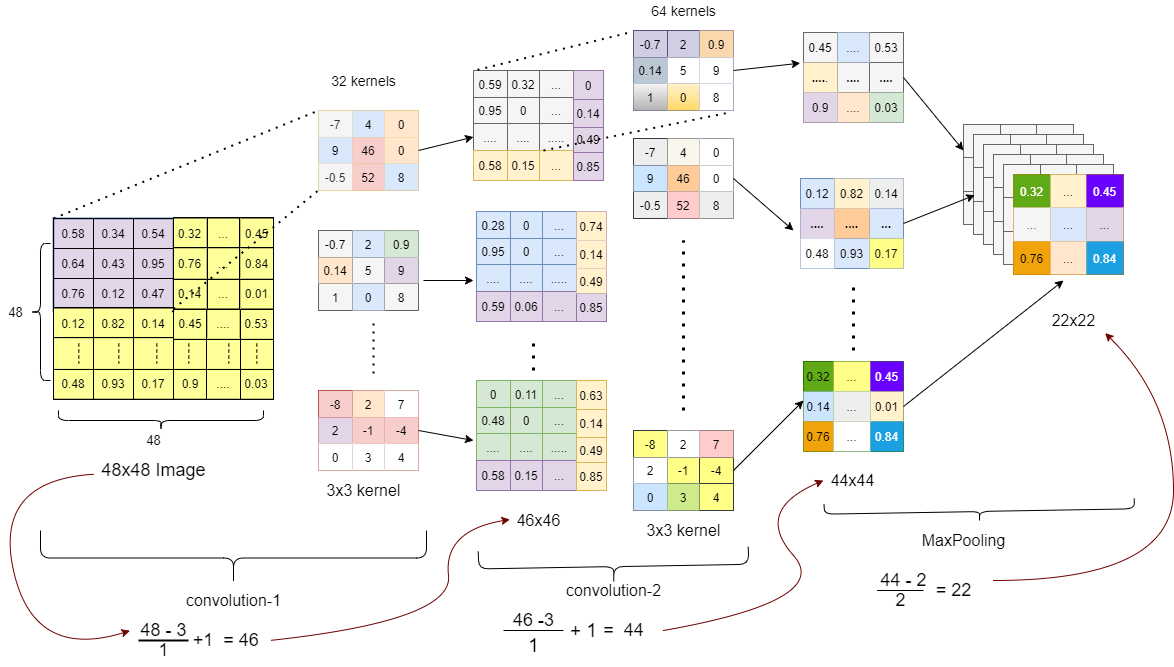 64 kernels
32 kernels
-7 4 0
9 46 0
-0.5 52 8
0.59 0.32 ... 0
0.95 0 ... 0.14
.... .... ..... 0.49
0.58 0.15 ... 0.85
-0.7 2 0.9
0.14 5 9
1 0 8
0.45 .... 0.53
.... ... ....
0.9 .... 0.03
0.58 0.34 0.54 0.32 ... 0.45
0.64 0.43 0.95 0.76 ... 0.84
0.76 0.12 0.47 0.14 ... 0.01
0.12 0.82 0.14 0.45 .... 0.53
0.48 0.93 0.17 0.9 .... 0.03
48
48
48x48 Image
-0.7 2 0.9
0.14 5 9
1 0 8
0.28 0 ... 0.74
0.95 0 ... 0.14
.... .... ... 0.49
0.59 0.06 ... 0.85
-7 4 0
9 46 0
-0.5 52 8
0.12 0.82 0.14
.... .... ...
0.48 0.93 0.17
0.32 ... 0.45
... ... ...
0.76 ... 0.84
22x22
-8 2 7
2 -1 -4
0 3 4
3x3 kernel
0 0.11 ... 0.63
0.48 0 ... 0.14
.... .... ... 0.49
0.58 0.15 ... 0.85
46x46
-8 2 7
2 -1 -4
0 3 4
3x3 kernel
0.32 ... 0.45
0.14 ... 0.01
0.76 ... 0.84
44x44
convolution-1
48 - 3
1
+1 = 46
convolution-2
46 -3
1
+ 1 = 44
MaxPooling
44 - 2
2
= 22